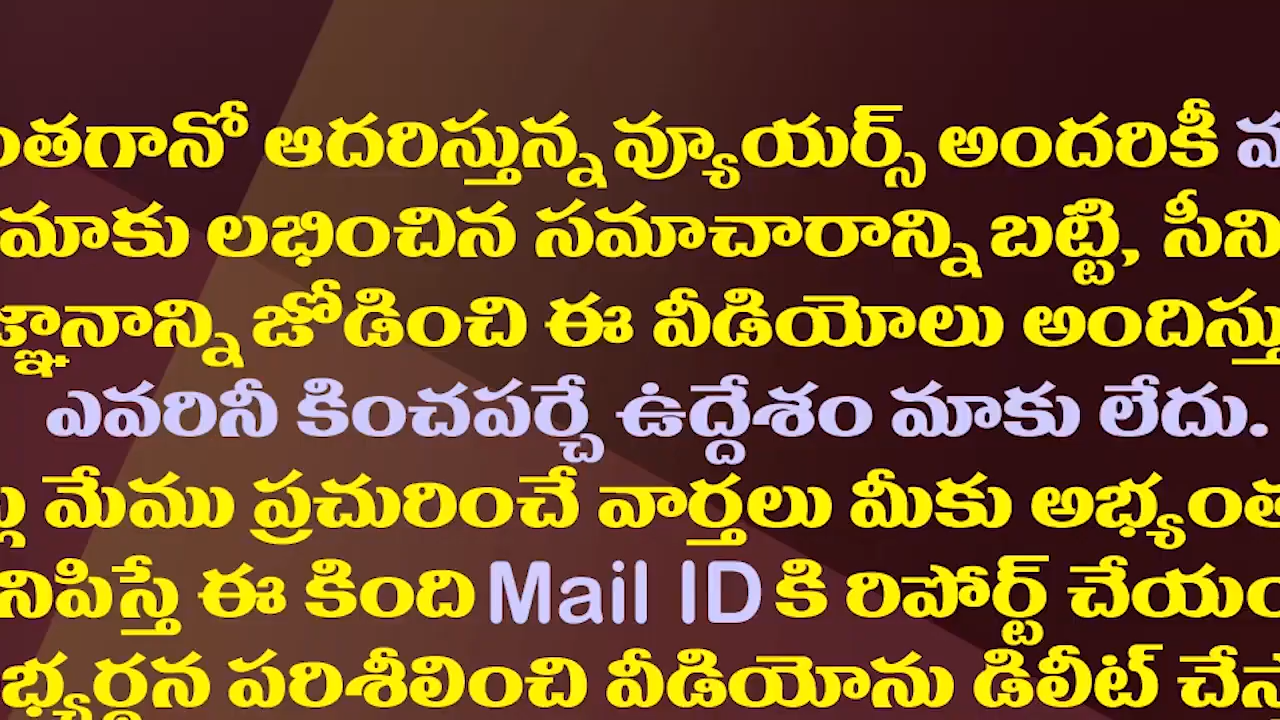 ఆదరిస్తున్న వ్యూయర్స్ అందరికీ
మాకు లభించిన సమాచారాన్ని బట్టి,
జోడించి ఈ వీడియోలు
ఎవరినీ కించపర్చే ఉద్దేశం మాకు లేదు.
మేము ప్రచురించే వార్తలు మీకు
ఈ కింది Mail ID కి రిపోర్ట్
పరిశీలించి వీడియోను డిలీట్